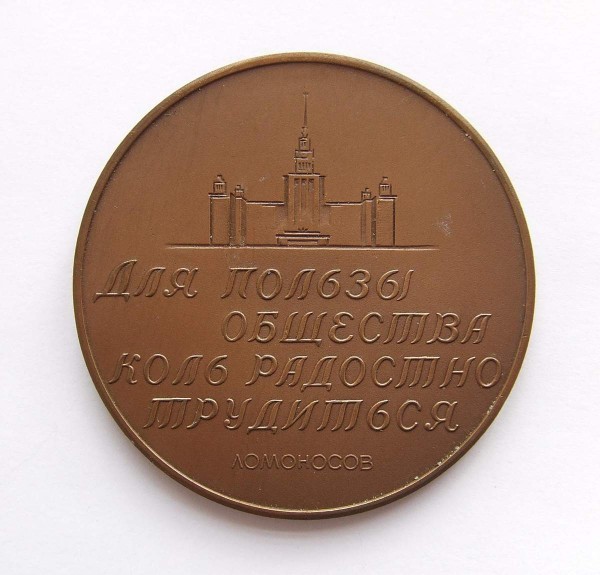 Для пользы
общества
коль радостно
трудиться
ЛОМОНОСОВ